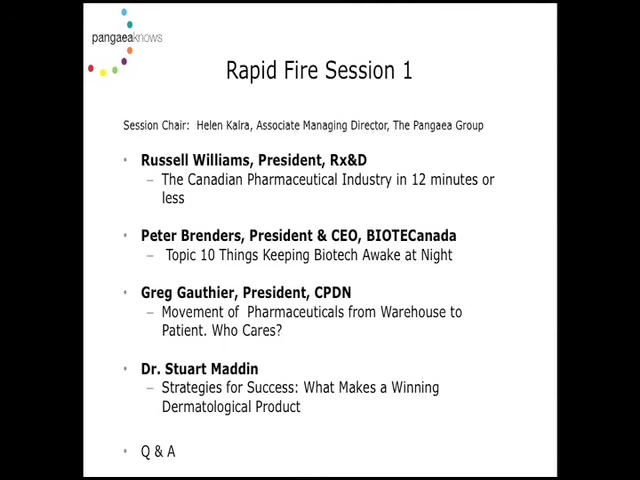 pangaeaknows
Rapid Fire Session 1
Session Chair: Helen Kalra, Associate Managing Director, The Pangaea Group
• Russell Williams, President, Rx&D
– The Canadian Pharmaceutical Industry in 12 minutes or
less
• Peter Brenders, President & CEO, BIOTECanada
– Topic 10 Things Keeping Biotech Awake at Night
• Greg Gauthier, President, CPDN
– Movement of Pharmaceuticals from Warehouse to
Patient. Who Cares?
• Dr. Stuart Maddin
– Strategies for Success: What Makes a Winning
Dermatological Product
• Q & A